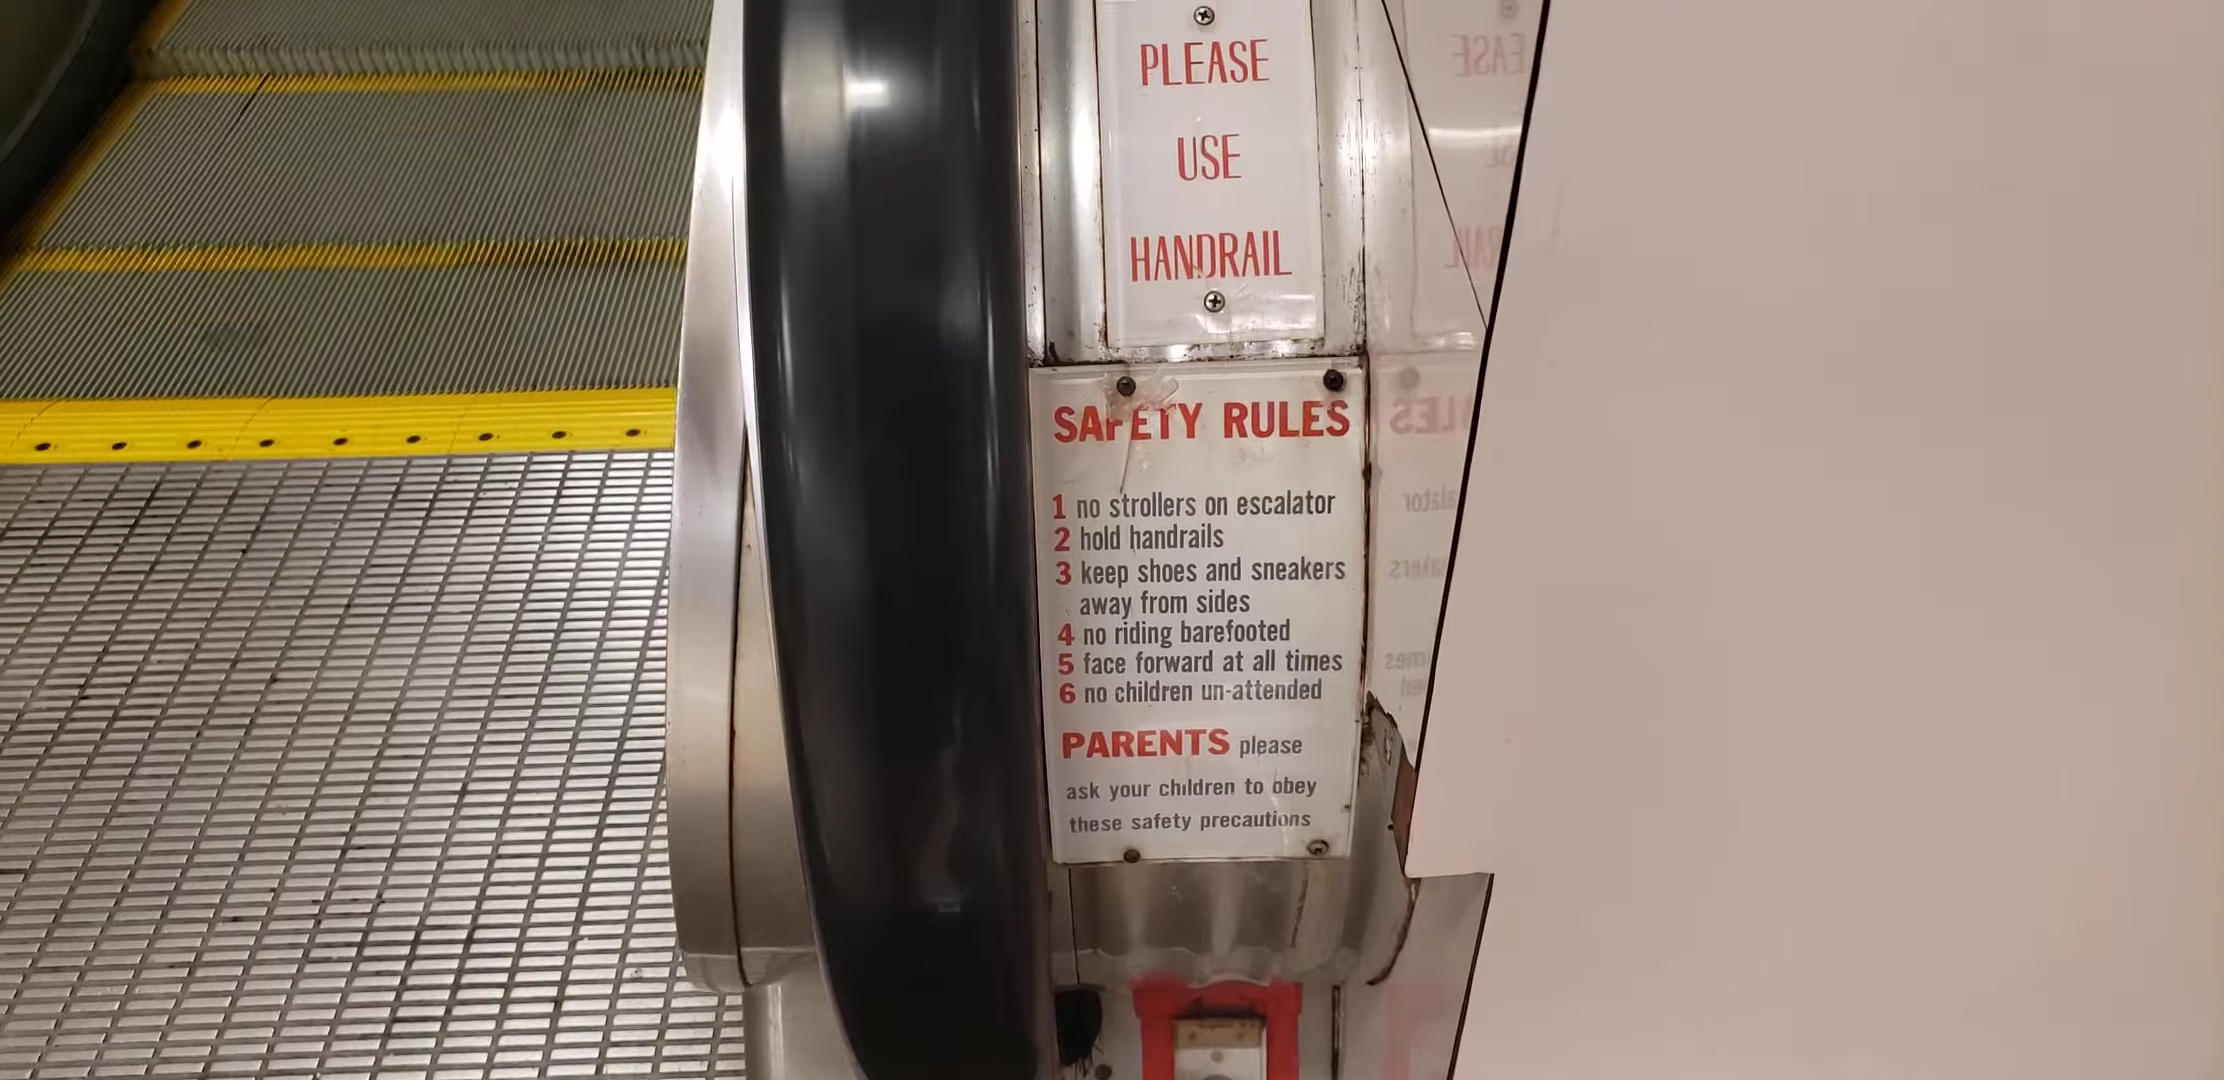 PLEASE
USE
HANDRAIL
SAFETY RULES
1 no strollers on escalator
2 hold handrails
3 keep shoes and sneakers
away from sides
4 no riding barefooted
5 face forward at all times
6 no children un-attended
PARENTS please
ask your children to obey
these safety precautions